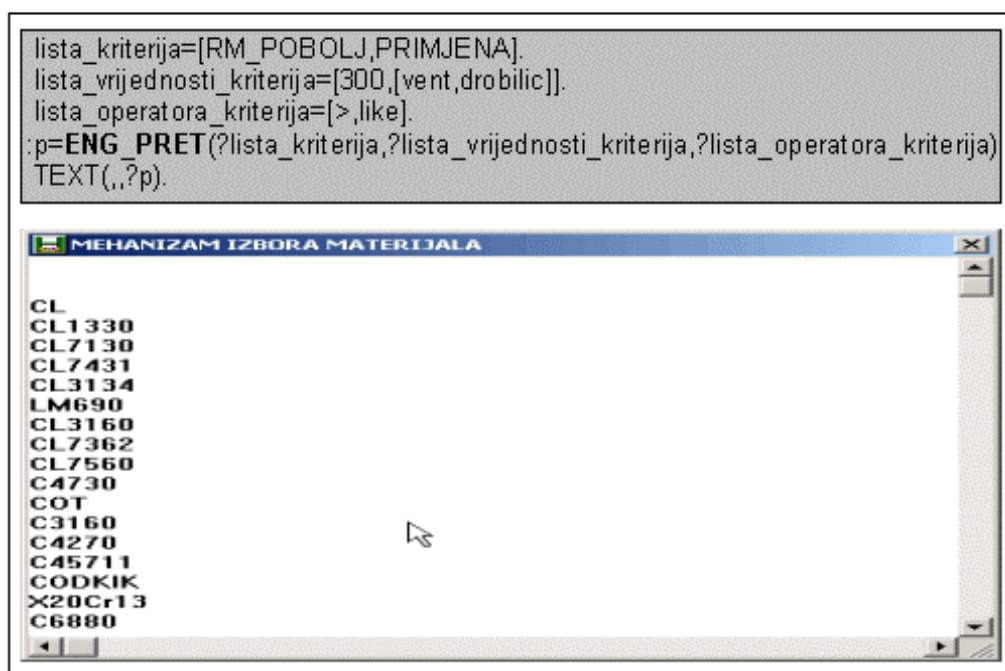 lista_kriterija=[RM_POBOLJ,PRIMJENA].
lista_vrijednosti_kriterija=[300,[vent,drobilic]].
lista_operatora_kriterija=[>,like].
:p=ENG_PRET(?lista_kriterija,?lista_vrijednosti_kriterija,?lista_operatora_kriterija)
TEXT(,,?p).
MEHANIZAM IZBORA MATERIJALA
CL
CL1330
CL7130
CL7431
CL3134
LM690
CL3160
CL7362
CL7560
C4730
COT
C3160
C4270
C45711
CODKIK
X20Cr13
C6880